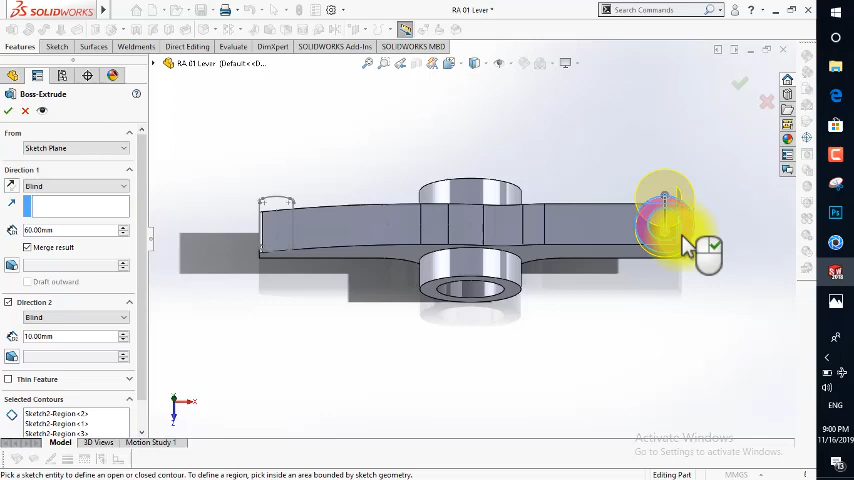 SOLIDWORKS
RA 01 Lever *
Search Commands
Features
Sketch
Surfaces
Weldments
Direct Editing
Evaluate
DimXpert
SOLIDWORKS Add-Ins
SOLIDWORKS MBD
RA 01 Lever (Default<<D...
Boss-Extrude
From
Sketch Plane
Direction 1
Blind
60.00mm
Merge result
Draft outward
Direction 2
Blind
10.00mm
Thin Feature
Selected Contours
Sketch2-Region<2>
Sketch2-Region<1>
Sketch2-Region<3>
Model
3D Views
Motion Study 1
X
Z
Activate Windows
Go to Settings to activate Windows.
ENG
9:00 PM
11/16/2019
Pick a sketch entity to define an open or closed contour. To define a region, pick inside an area bounded by sketch geometry.
Editing Part
MMGS